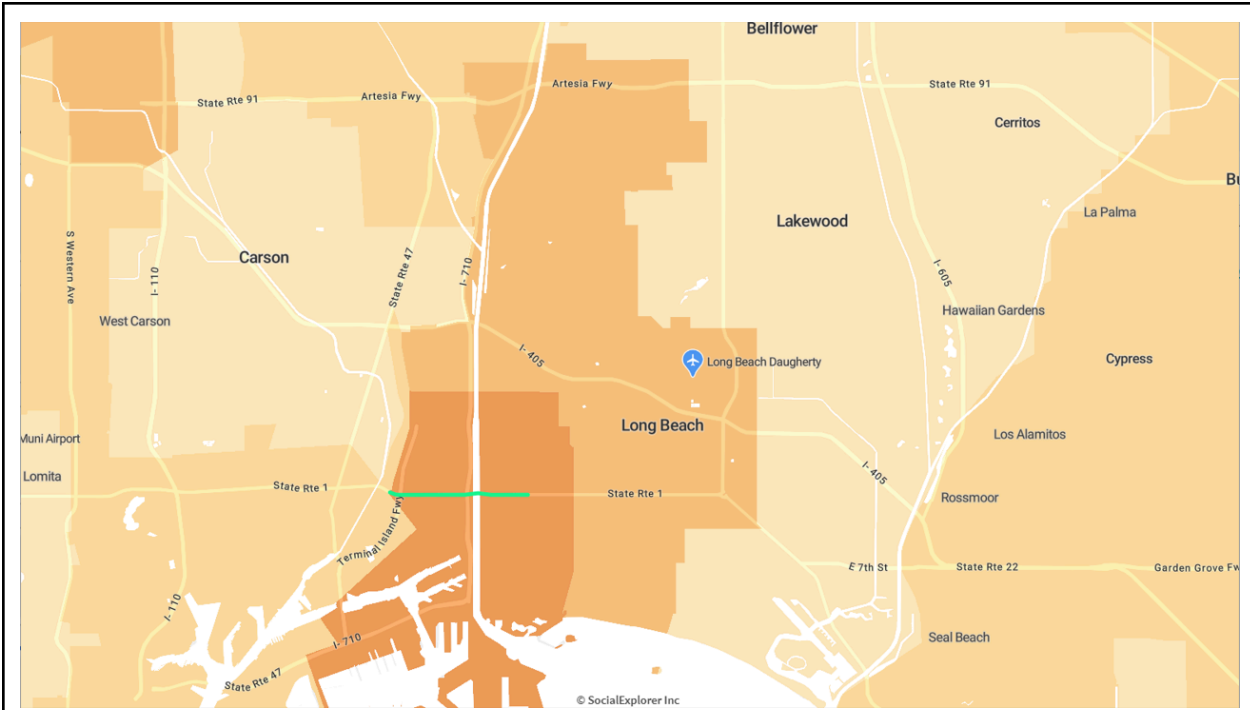 Bellflower
State Rte 91
Artesia Fwy
Artesia Fwy
State Rte 91
Cerritos
Bu
La Palma
S Western Ave
I- 110
Carson
State Rte 47
I- 710
Lakewood
I- 605
West Carson
Hawaiian Gardens
I- 405
Long Beach Daugherty
Cypress
Muni Airport
Long Beach
Los Alamitos
Lomita
State Rte 1
State Rte 1
I- 405
Rossmoor
Terminal Island Fwy
E 7th St
State Rte 22
Garden Grove Fw
I- 110
I- 710
Seal Beach
State Rte 47
© SocialExplorer Inc